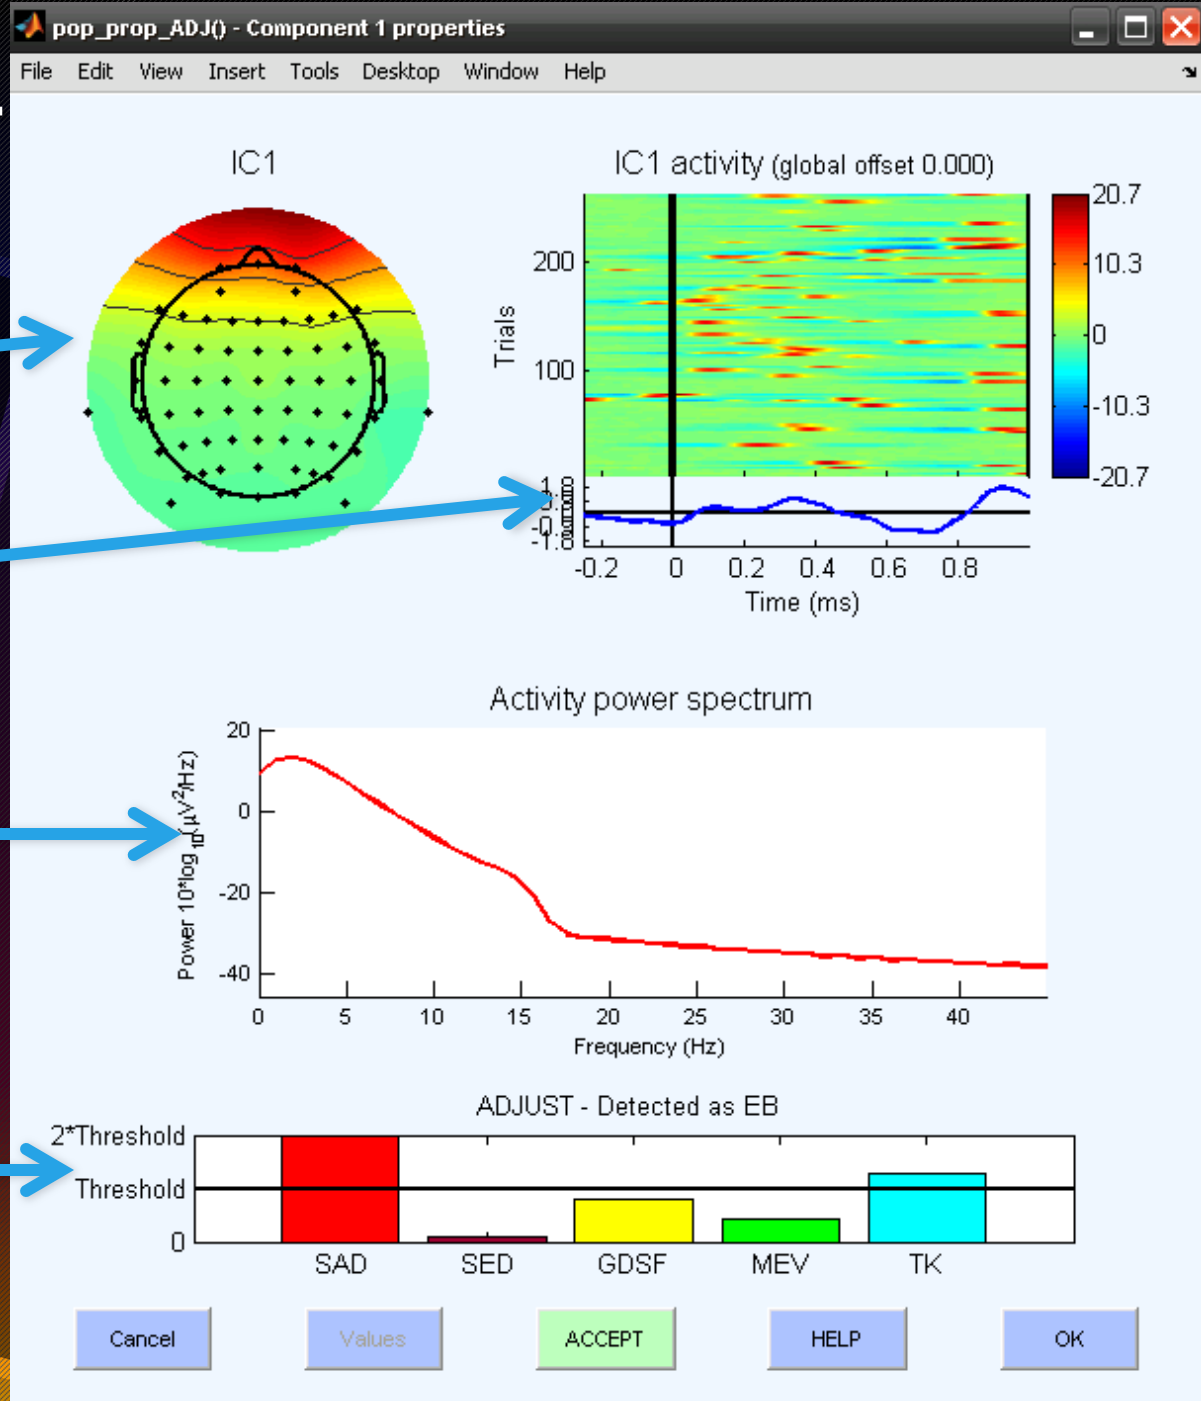 pop_prop_ADJ() - Component 1 properties
File Edit View Insert Tools Desktop Window Help
IC1
IC1 activity (global offset 0.000)
Trials
200
100
20.7
10.3
0
-10.3
-20.7
-0.2 0 0.2 0.4 0.6 0.8
Time (ms)
Activity power spectrum
Power 10*log10(µV2/Hz)
20
0
-20
-40
0 5 10 15 20 25 30 35 40
Frequency (Hz)
ADJUST - Detected as EB
2*Threshold
Threshold
0
SAD SED GDSF MEV TK
Cancel Values ACCEPT HELP OK